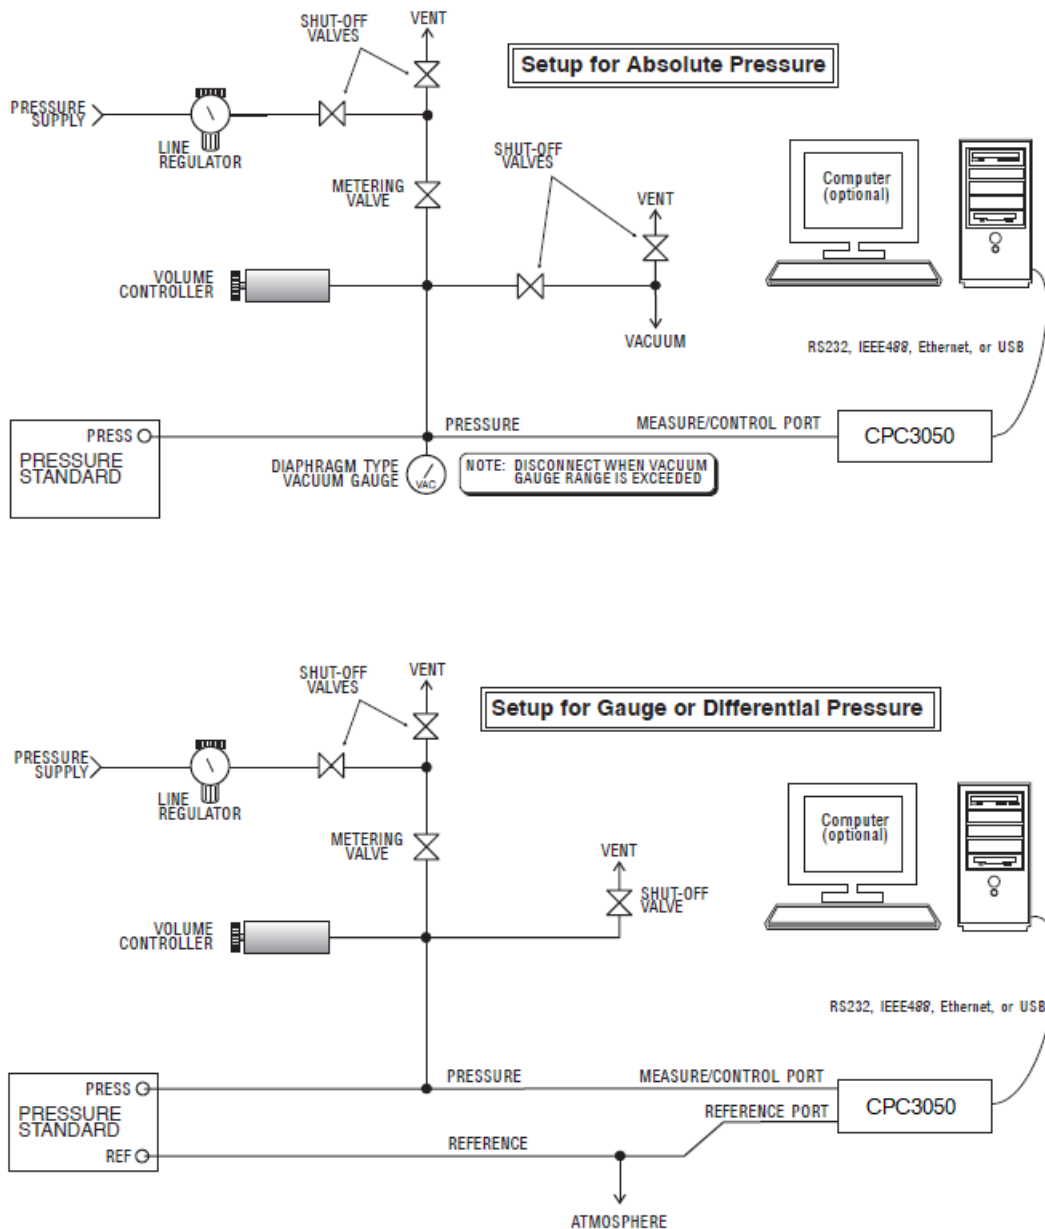 SHUT-OFF
VALVES
VENT
Setup for Absolute Pressure
PRESSURE
SUPPLY
LINE
REGULATOR
SHUT-OFF
VALVES
METERING
VALVE
VENT
Computer
(optional)
VOLUME
CONTROLLER
VACUUM
RS232, IEEE488, Ethernet, or USB
PRESS
PRESSURE
STANDARD
PRESSURE
MEASURE/CONTROL PORT
CPC3050
DIAPHRAGM TYPE
VACUUM GAUGE
VAC
NOTE: DISCONNECT WHEN VACUUM
GAUGE RANGE IS EXCEEDED
SHUT-OFF
VALVES
VENT
Setup for Gauge or Differential Pressure
PRESSURE
SUPPLY
LINE
REGULATOR
METERING
VALVE
VENT
SHUT-OFF
VALVE
Computer
(optional)
VOLUME
CONTROLLER
RS232, IEEE488, Ethernet, or USB
PRESS
PRESSURE
STANDARD
REF
PRESSURE
MEASURE/CONTROL PORT
REFERENCE PORT
CPC3050
REFERENCE
ATMOSPHERE